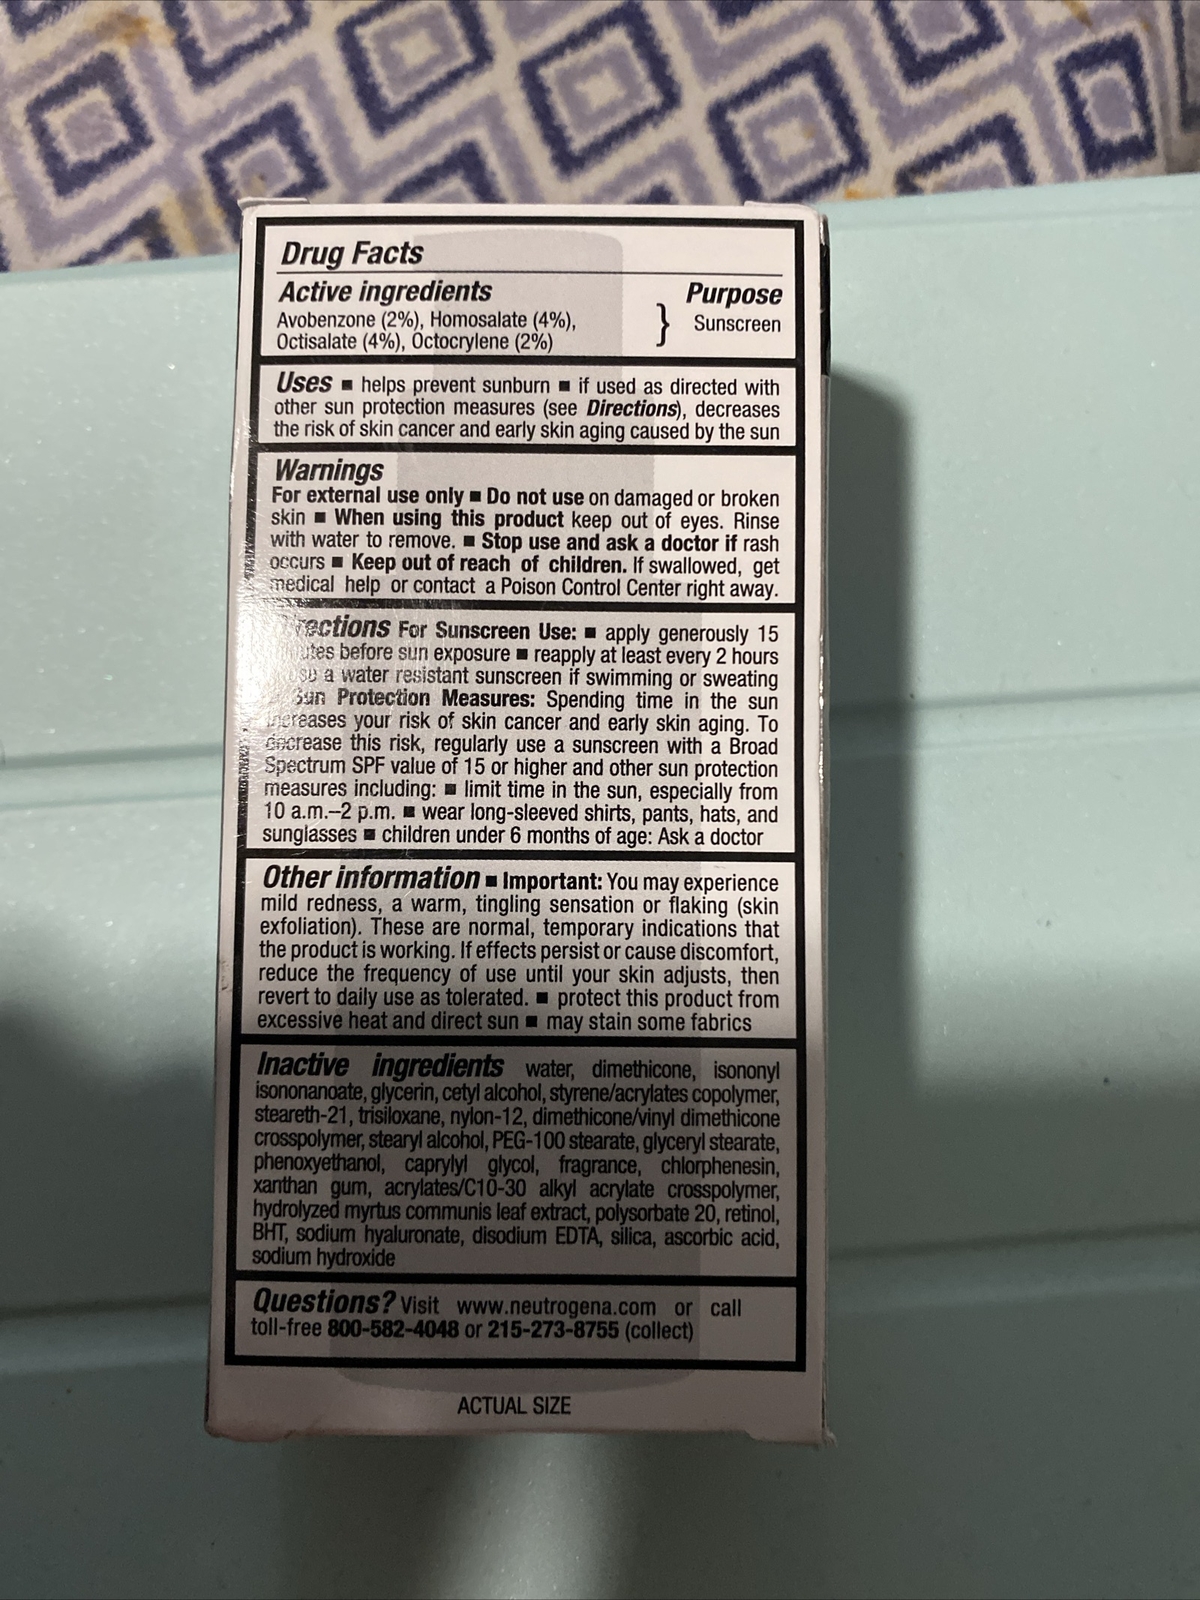 Drug Facts
Active ingredients Purpose
Avobenzone (2%), Homosalate (4%), } Sunscreen
Octisalate (4%), Octocrylene (2%)
Uses ■ helps prevent sunburn ■ if used as directed with
other sun protection measures (see Directions), decreases
the risk of skin cancer and early skin aging caused by the sun
Warnings
For external use only ■ Do not use on damaged or broken
skin ■ When using this product keep out of eyes. Rinse
with water to remove. ■ Stop use and ask a doctor if rash
occurs ■ Keep out of reach of children. If swallowed, get
medical help or contact a Poison Control Center right away.
Directions For Sunscreen Use: ■ apply generously 15
minutes before sun exposure ■ reapply at least every 2 hours
use a water resistant sunscreen if swimming or sweating
Sun Protection Measures: Spending time in the sun
increases your risk of skin cancer and early skin aging. To
decrease this risk, regularly use a sunscreen with a Broad
Spectrum SPF value of 15 or higher and other sun protection
measures including: ■ limit time in the sun, especially from
10 a.m.–2 p.m. ■ wear long-sleeved shirts, pants, hats, and
sunglasses ■ children under 6 months of age: Ask a doctor
Other information ■ Important: You may experience
mild redness, a warm, tingling sensation or flaking (skin
exfoliation). These are normal, temporary indications that
the product is working. If effects persist or cause discomfort,
reduce the frequency of use until your skin adjusts, then
revert to daily use as tolerated. ■ protect this product from
excessive heat and direct sun ■ may stain some fabrics
Inactive ingredients water, dimethicone, isononyl
isononanoate, glycerin, cetyl alcohol, styrene/acrylates copolymer,
steareth-21, trisiloxane, nylon-12, dimethicone/vinyl dimethicone
crosspolymer, stearyl alcohol, PEG-100 stearate, glyceryl stearate,
phenoxyethanol, caprylyl glycol, fragrance, chlorphenesin,
xanthan gum, acrylates/C10-30 alkyl acrylate crosspolymer,
hydrolyzed myrtus communis leaf extract, polysorbate 20, retinol,
BHT, sodium hyaluronate, disodium EDTA, silica, ascorbic acid,
sodium hydroxide
Questions? Visit www.neutrogena.com or call
toll-free 800-582-4048 or 215-273-8755 (collect)
ACTUAL SIZE